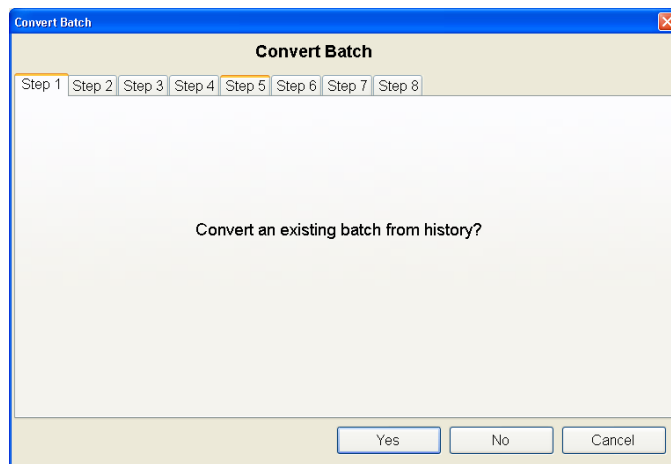 Convert Batch
Convert Batch
Step 1 Step 2 Step 3 Step 4 Step 5 Step 6 Step 7 Step 8
Convert an existing batch from history?
Yes No Cancel